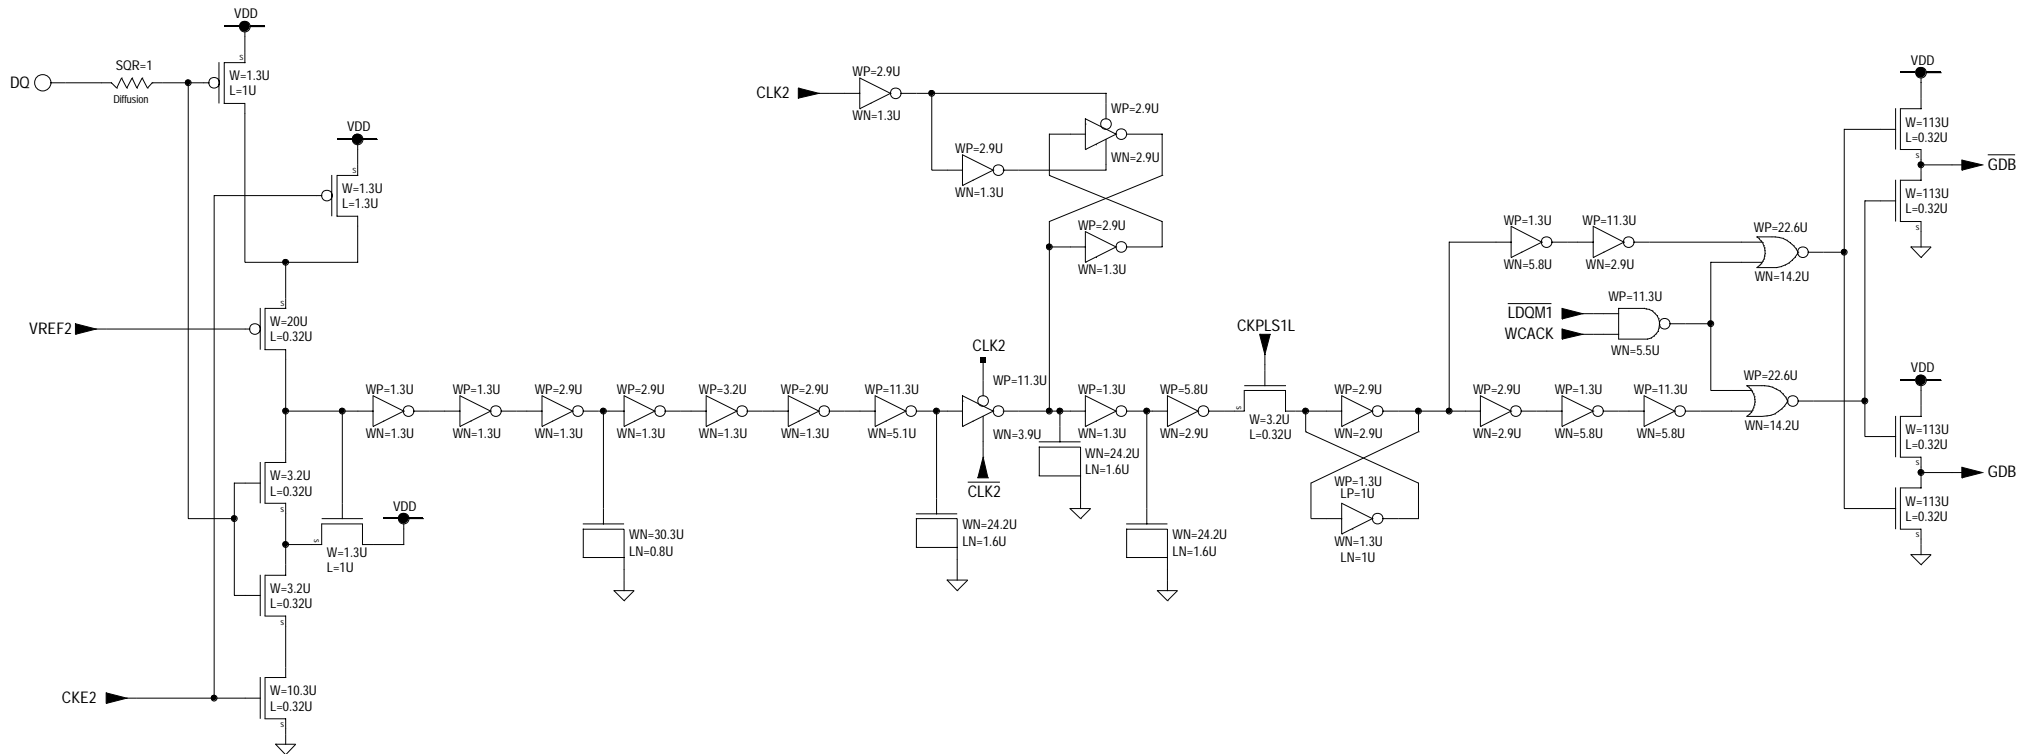 VDD
SQR=1
DQ
Diffusion
W=1.3U
L=1U
VDD
W=1.3U
L=1.3U
VREF2
W=20U
L=0.32U
W=3.2U
L=0.32U
VDD
W=1.3U
L=1U
W=3.2U
L=0.32U
CKE2
W=10.3U
L=0.32U
WP=1.3U
WN=1.3U
WP=1.3U
WN=1.3U
WP=2.9U
WN=1.3U
WN=30.3U
LN=0.8U
WP=2.9U
WN=1.3U
WP=3.2U
WN=1.3U
WP=2.9U
WN=1.3U
WP=11.3U
WN=5.1U
WN=24.2U
LN=1.6U
CLK2
WP=2.9U
WN=1.3U
WP=2.9U
WN=1.3U
WP=2.9U
WN=2.9U
WP=2.9U
WN=1.3U
CLK2
WP=11.3U
WN=3.9U
CLK2
WN=24.2U
LN=1.6U
WP=1.3U
WN=1.3U
WN=24.2U
LN=1.6U
WP=5.8U
WN=2.9U
CKPLS1L
W=3.2U
L=0.32U
WP=2.9U
WN=2.9U
WP=1.3U
LP=1U
WN=1.3U
LN=1U
WP=1.3U
WN=5.8U
WP=11.3U
WN=2.9U
WP=22.6U
WN=14.2U
LDQM1
WCACK
WP=11.3U
WN=5.5U
WP=2.9U
WN=2.9U
WP=1.3U
WN=5.8U
WP=11.3U
WN=5.8U
WP=22.6U
WN=14.2U
VDD
W=113U
L=0.32U
GDB
W=113U
L=0.32U
VDD
W=113U
L=0.32U
GDB
W=113U
L=0.32U